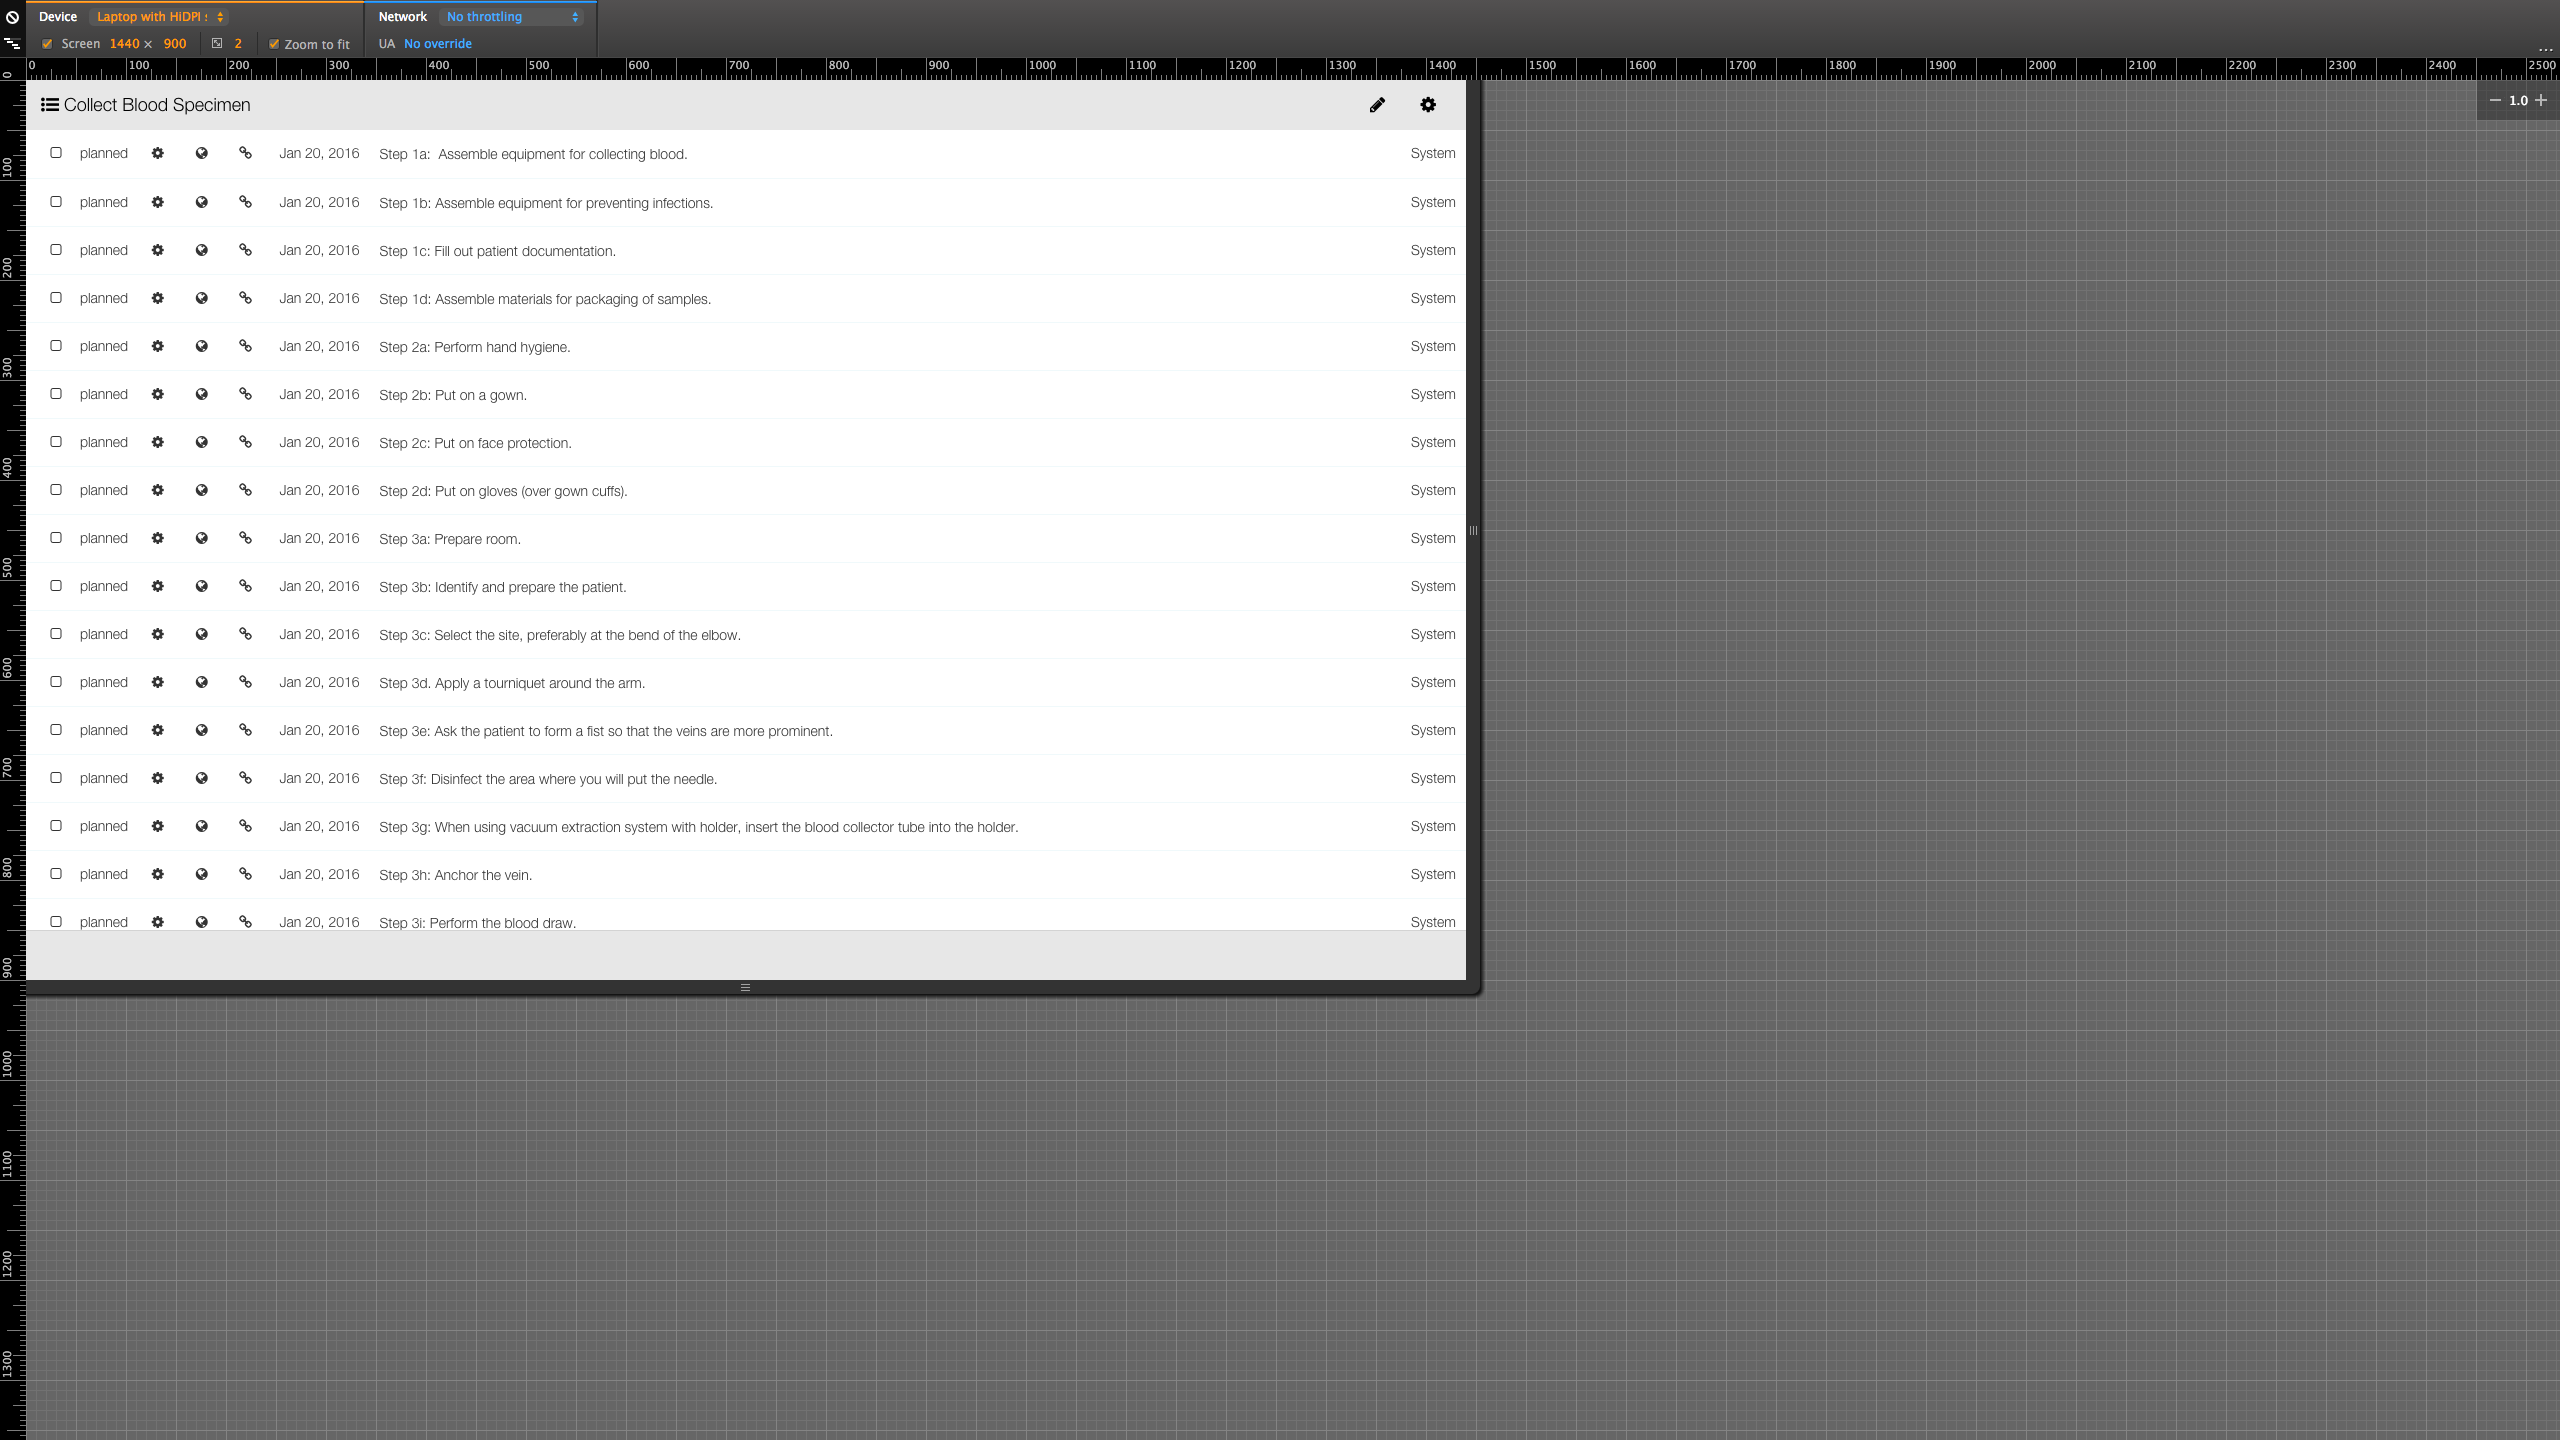 Device Laptop with HiDPI s Network No throttling
Screen 1440 × 900 2 Zoom to fit UA No override
...
0 100 200 300 400 500 600 700 800 900 1000 1100 1200 1300 1400 1500 1600 1700 1800 1900 2000 2100 2200 2300 2400 2500
− 1.0 +
Collect Blood Specimen
planned Jan 20, 2016 Step 1a:  Assemble equipment for collecting blood. System
planned Jan 20, 2016 Step 1b: Assemble equipment for preventing infections. System
planned Jan 20, 2016 Step 1c: Fill out patient documentation. System
planned Jan 20, 2016 Step 1d: Assemble materials for packaging of samples. System
planned Jan 20, 2016 Step 2a: Perform hand hygiene. System
planned Jan 20, 2016 Step 2b: Put on a gown. System
planned Jan 20, 2016 Step 2c: Put on face protection. System
planned Jan 20, 2016 Step 2d: Put on gloves (over gown cuffs). System
planned Jan 20, 2016 Step 3a: Prepare room. System
planned Jan 20, 2016 Step 3b: Identify and prepare the patient. System
planned Jan 20, 2016 Step 3c: Select the site, preferably at the bend of the elbow. System
planned Jan 20, 2016 Step 3d. Apply a tourniquet around the arm. System
planned Jan 20, 2016 Step 3e: Ask the patient to form a fist so that the veins are more prominent. System
planned Jan 20, 2016 Step 3f: Disinfect the area where you will put the needle. System
planned Jan 20, 2016 Step 3g: When using vacuum extraction system with holder, insert the blood collector tube into the holder. System
planned Jan 20, 2016 Step 3h: Anchor the vein. System
planned Jan 20, 2016 Step 3i: Perform the blood draw. System
0
100
200
300
400
500
600
700
800
900
1000
1100
1200
1300